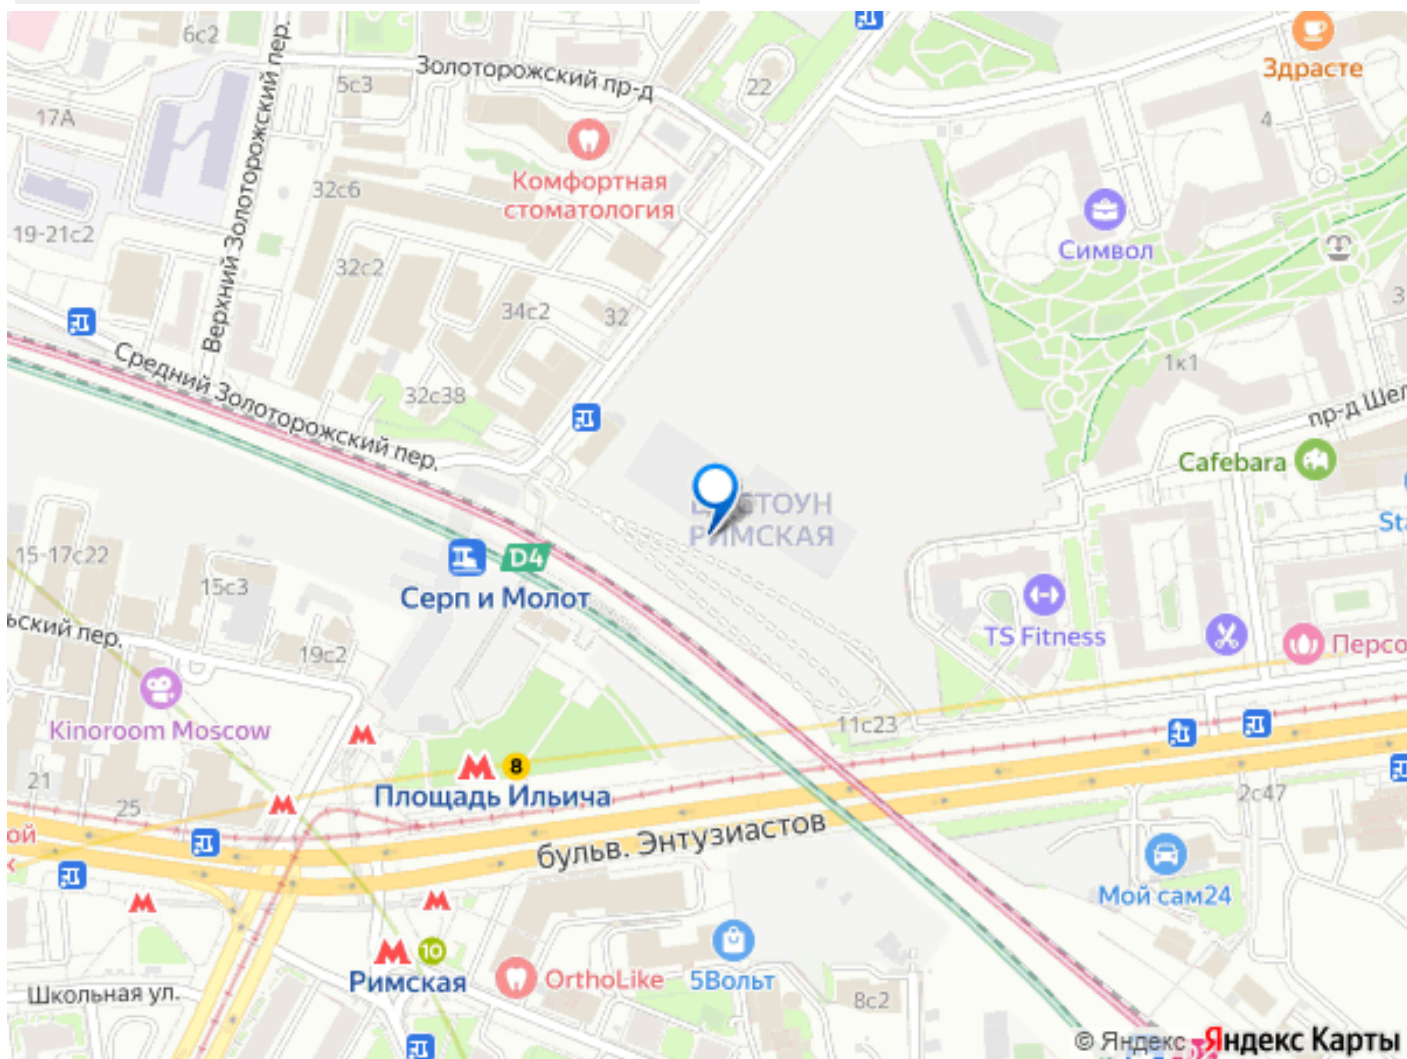 6с2
Здрасте
Золоторожский пр-д
5с3
22
17А
4
Верхний Золоторожский пер.
32с6
Комфортная
стоматология
19-21с2
Символ
32с2
34с2
32
3
1к1
Средний Золоторожский пер.
32с38
пр-д Шел
Cafebara
ТОУН
РИМСКАЯ
Sta
15-17с22
D4
15с3
Серп и Молот
ьский пер.
TS Fitness
19с2
Персо
Kinoroom Moscow
11с23
8
21
Площадь Ильича
25
2с47
ой
к
бульв. Энтузиастов
Мой сам24
10
Римская
OrthoLike
5Вольт
Школьная ул.
8с2
© Яндекс Яндекс Карты